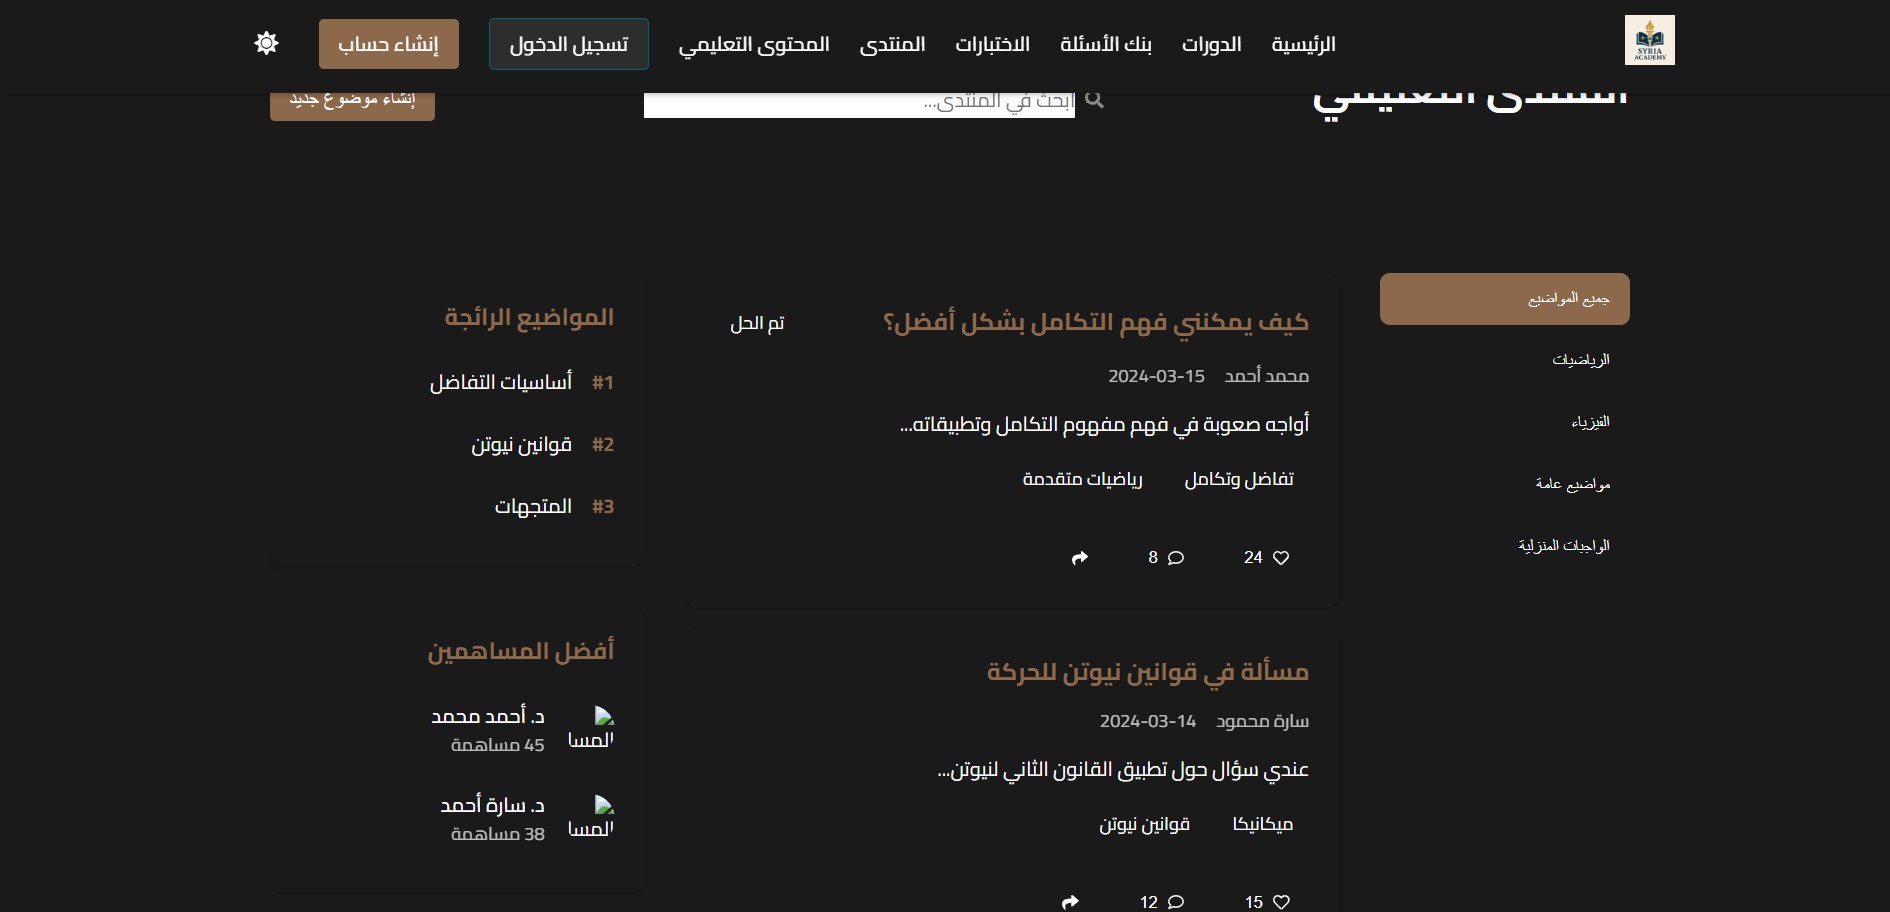 SYRIA
ACADEMY
الرئيسية
الدورات
بنك الأسئلة
الاختبارات
المنتدى
المحتوى التعليمي
تسجيل الدخول
إنشاء حساب
المنتدى التعليمي
ابحث في المنتدى...
إنشاء موضوع جديد
جميع المواضيع
الرياضيات
الفيزياء
مواضيع عامة
الواجبات المنزلية
كيف يمكنني فهم التكامل بشكل أفضل؟
تم الحل
محمد أحمد 2024-03-15
أواجه صعوبة في فهم مفهوم التكامل وتطبيقاته...
تفاضل وتكامل
رياضيات متقدمة
24
8
مسألة في قوانين نيوتن للحركة
سارة محمود 2024-03-14
عندي سؤال حول تطبيق القانون الثاني لنيوتن...
ميكانيكا
قوانين نيوتن
15
12
المواضيع الرائجة
#1 أساسيات التفاضل
#2 قوانين نيوتن
#3 المتجهات
أفضل المساهمين
المسا
د. أحمد محمد
45 مساهمة
المسا
د. سارة أحمد
38 مساهمة